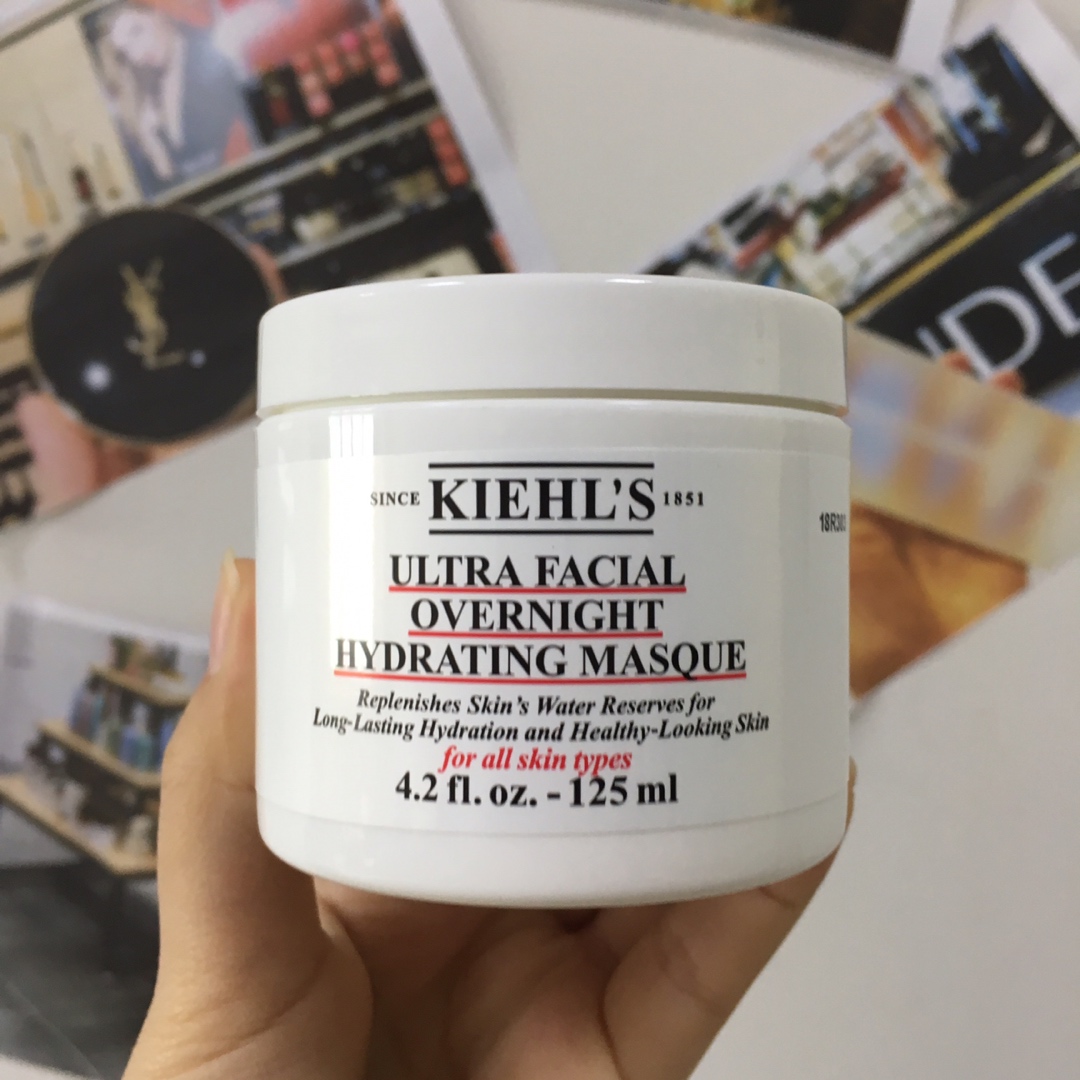 SINCE KIEHL'S 1851
ULTRA FACIAL
OVERNIGHT
HYDRATING MASQUE
Replenishes Skin's Water Reserves for
Long-Lasting Hydration and Healthy-Looking Skin
for all skin types
4.2 fl. oz. - 125 ml
YSL